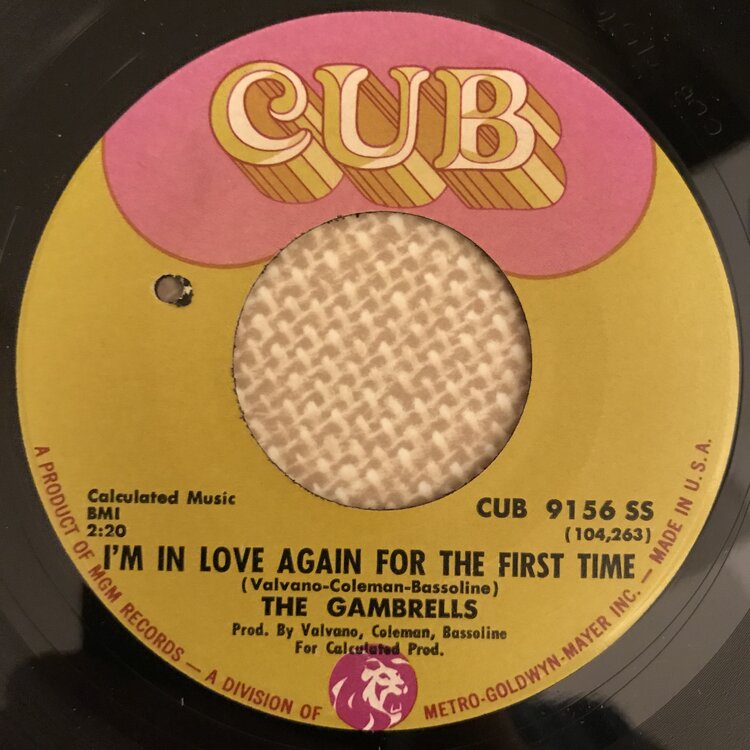 CUB
Calculated Music
BMI
2:20
CUB 9156 SS
(104,263)
I'M IN LOVE AGAIN FOR THE FIRST TIME
(Valvano-Coleman-Bassoline)
THE GAMBRELLS
Prod. By Valvano, Coleman, Bassoline
For Calculated Prod.
A PRODUCT OF MGM RECORDS — A DIVISION OF METRO-GOLDWYN-MAYER INC. — MADE IN U.S.A.